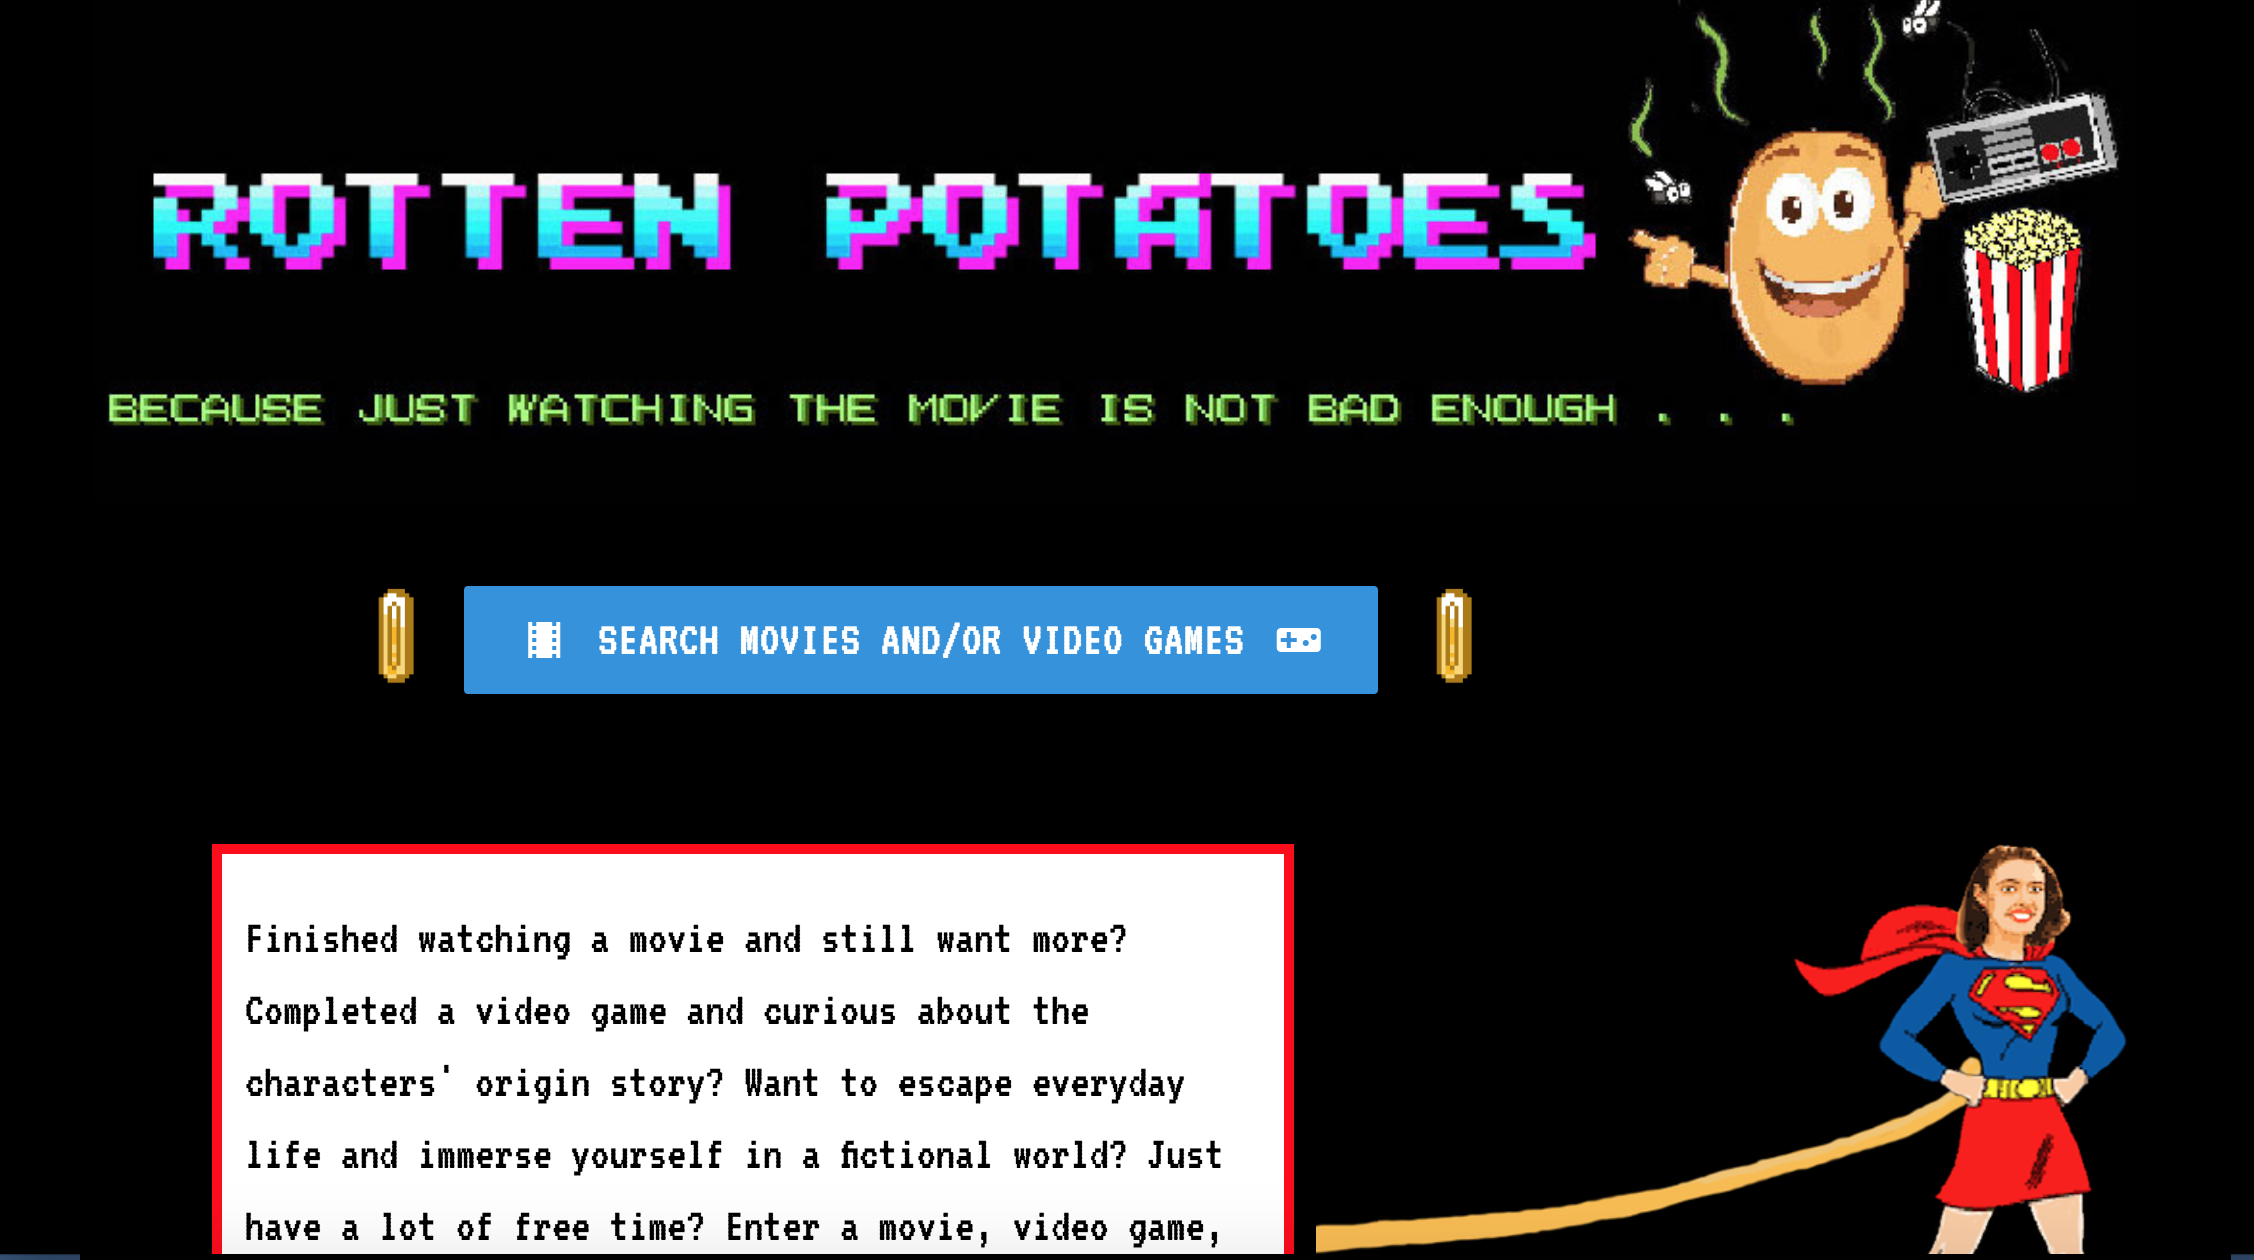 ROTTEN POTATOES
BECAUSE JUST WATCHING THE MOVIE IS NOT BAD ENOUGH . . .
SEARCH MOVIES AND/OR VIDEO GAMES
Finished watching a movie and still want more?
Completed a video game and curious about the
characters' origin story? Want to escape everyday
life and immerse yourself in a fictional world? Just
have a lot of free time? Enter a movie, video game,